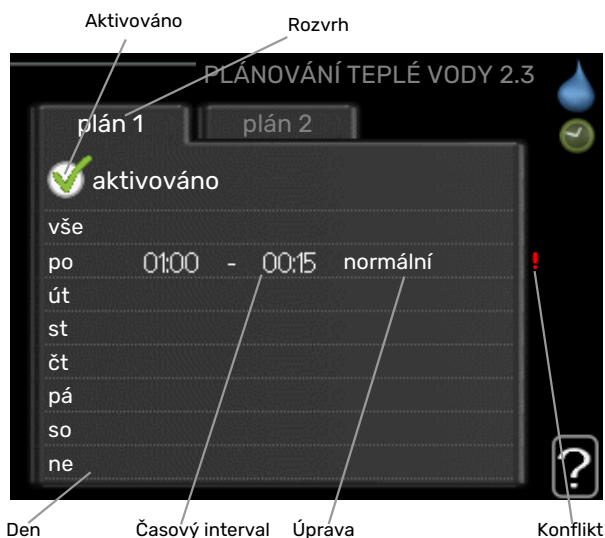 Aktivováno
Rozvrh
PLÁNOVÁNÍ TEPLÉ VODY 2.3
plán 1
plán 2
aktivováno
vše
po 01:00 - 00:15 normální !
út
st
čt
pá
so
ne
?
Den
Časový interval
Úprava
Konflikt